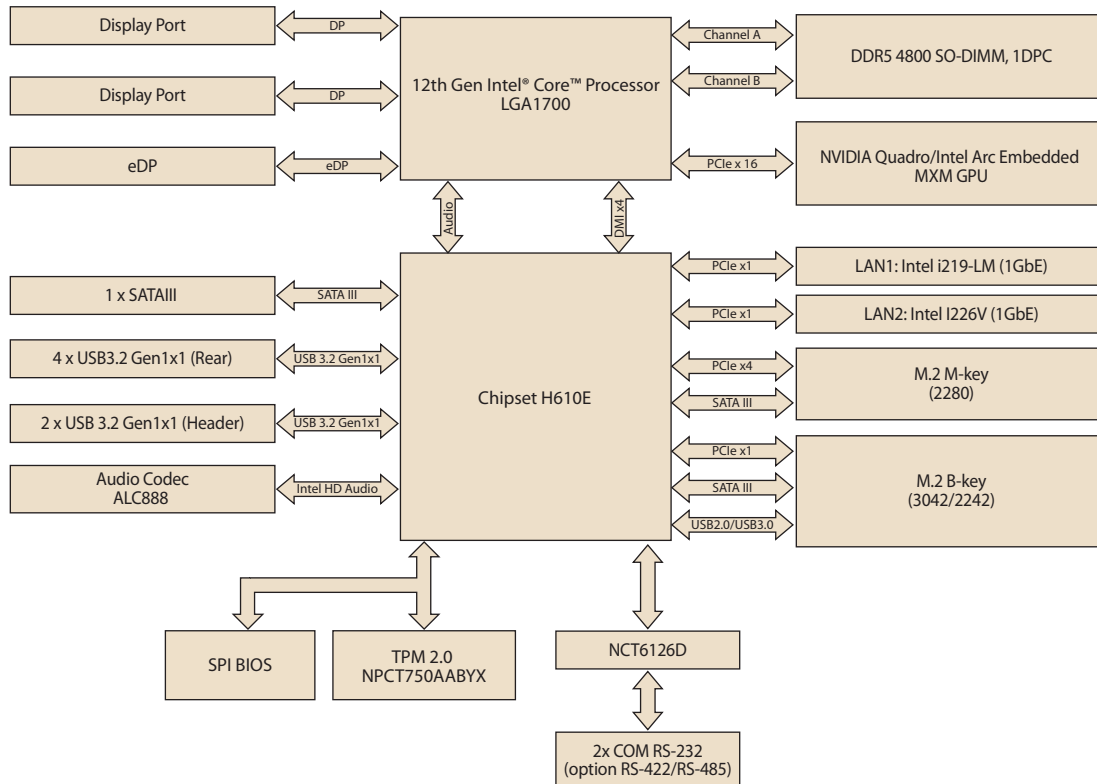 Display Port
DP
Display Port
DP
eDP
eDP
12th Gen Intel® Core™ Processor
LGA1700
Channel A
Channel B
DDR5 4800 SO-DIMM, 1DPC
PCIe x 16
NVIDIA Quadro/Intel Arc Embedded
MXM GPU
Audio
DMI x4
1 x SATAIII
SATA III
4 x USB3.2 Gen1x1 (Rear)
USB 3.2 Gen1x1
2 x USB 3.2 Gen1x1 (Header)
USB 3.2 Gen1x1
Audio Codec
ALC888
Intel HD Audio
Chipset H610E
PCIe x1
LAN1: Intel i219-LM (1GbE)
PCIe x1
LAN2: Intel I226V (1GbE)
PCIe x4
SATA III
M.2 M-key
(2280)
PCIe x1
SATA III
USB2.0/USB3.0
M.2 B-key
(3042/2242)
SPI BIOS
TPM 2.0
NPCT750AABYX
NCT6126D
2x COM RS-232
(option RS-422/RS-485)